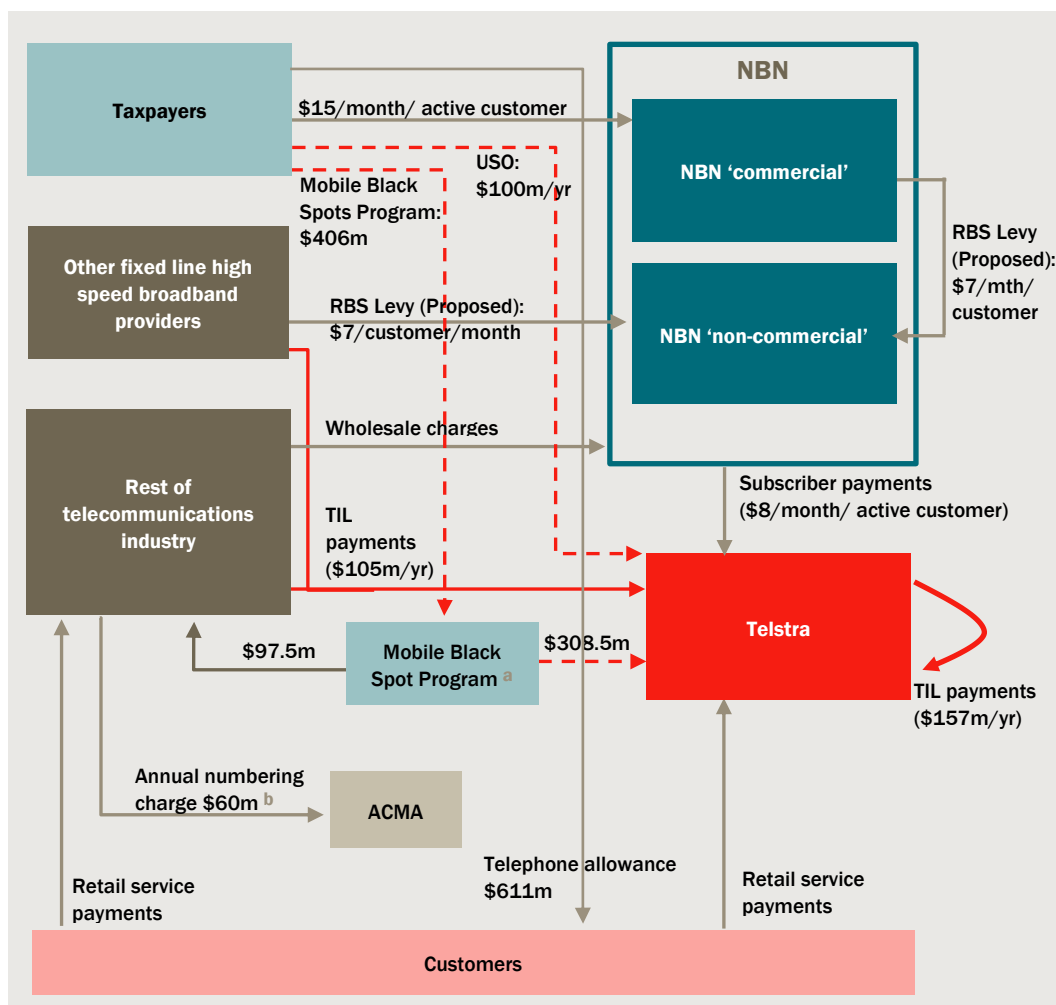 NBN
Taxpayers
$15/month/ active customer
USO:
$100m/yr
NBN ‘commercial’
Mobile Black
Spots Program:
$406m
RBS Levy
(Proposed):
$7/mth/
customer
Other fixed line high
speed broadband
providers
RBS Levy (Proposed):
$7/customer/month
NBN ‘non-commercial’
Wholesale charges
Rest of
telecommunications
industry
Subscriber payments
($8/month/ active customer)
TIL
payments
($105m/yr)
Telstra
$97.5m
Mobile Black
Spot Program a
$308.5m
TIL payments
($157m/yr)
Annual numbering
charge $60m b
ACMA
Telephone allowance
$611m
Retail service
payments
Retail service
payments
Customers